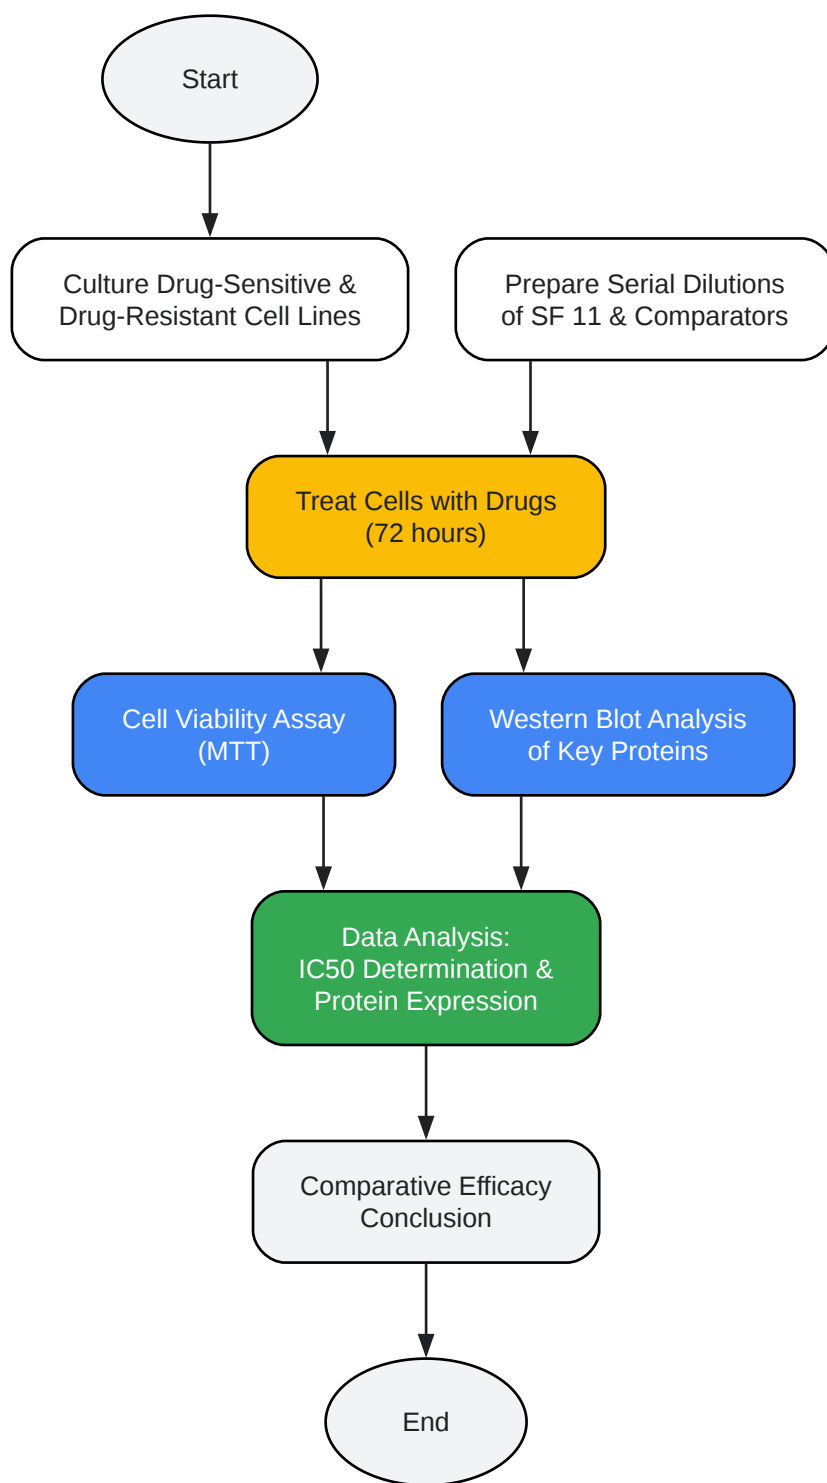 Start
Culture Drug-Sensitive &
Drug-Resistant Cell Lines
Prepare Serial Dilutions
of SF 11 & Comparators
Treat Cells with Drugs
(72 hours)
Cell Viability Assay
(MTT)
Western Blot Analysis
of Key Proteins
Data Analysis:
IC50 Determination &
Protein Expression
Comparative Efficacy
Conclusion
End